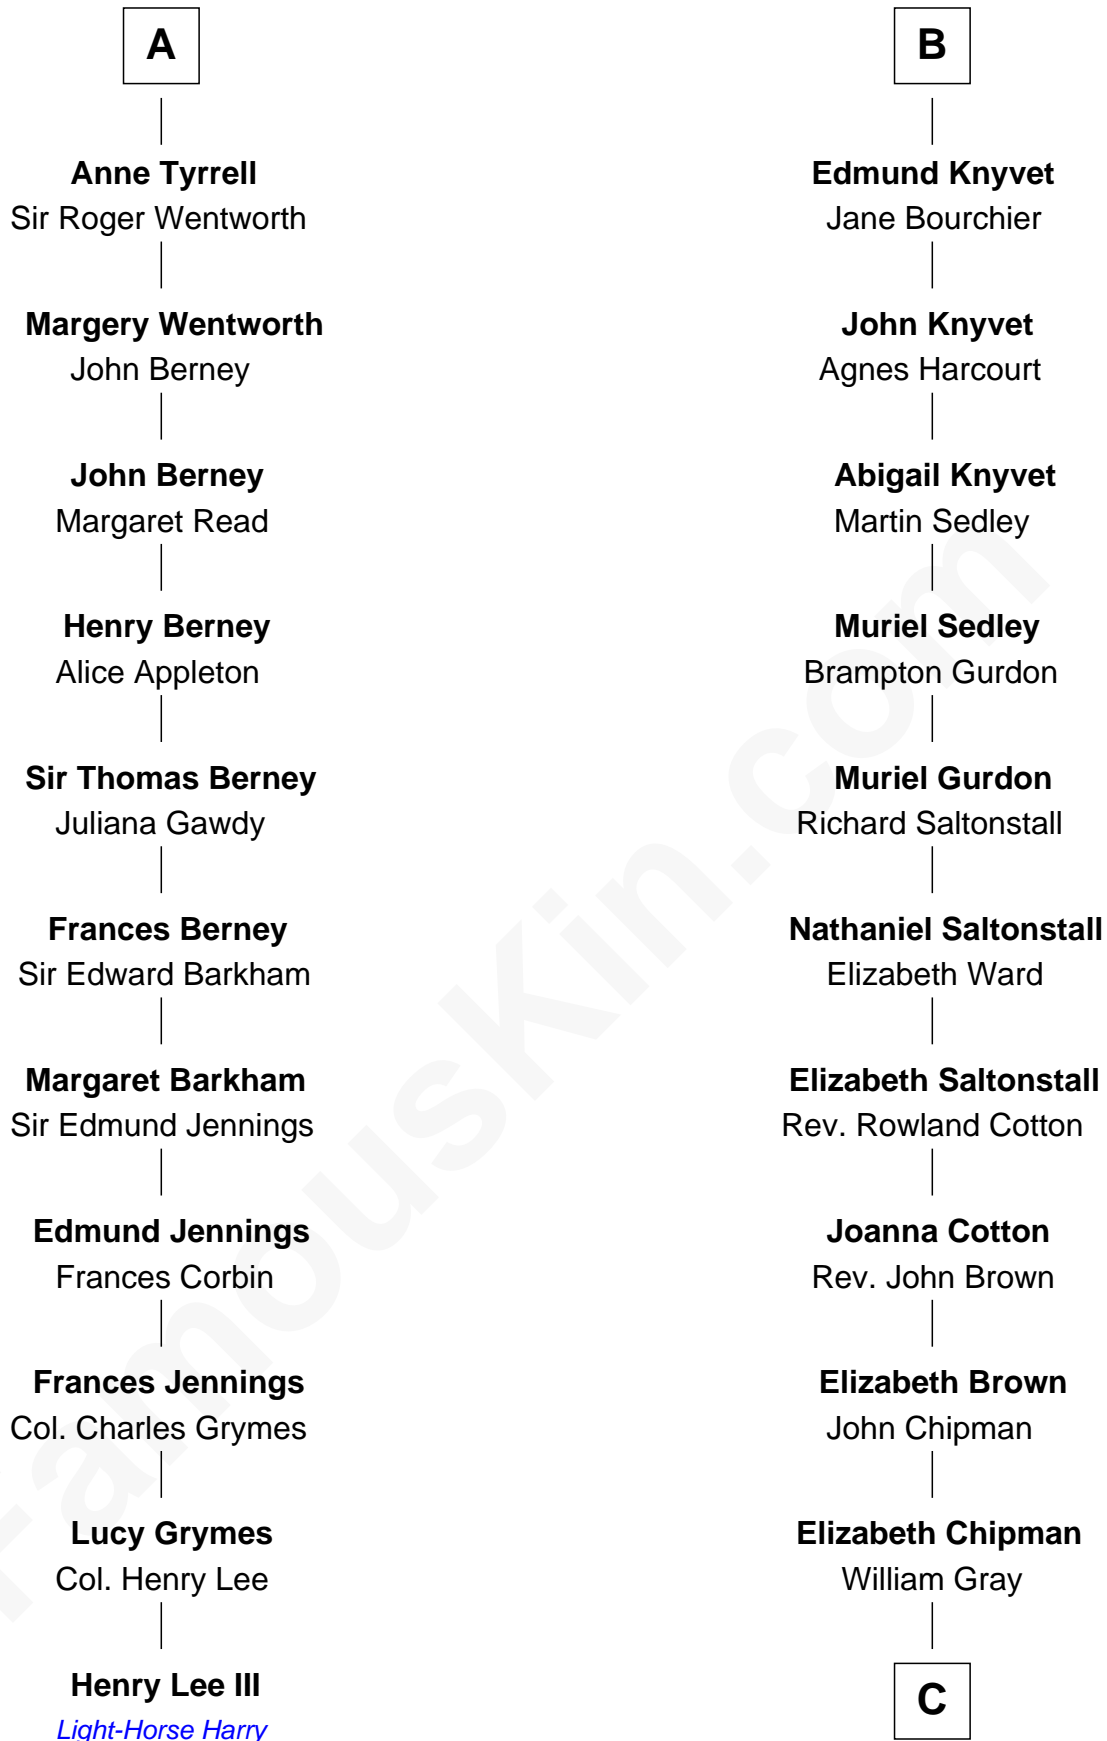 A
Anne Tyrrell
Sir Roger Wentworth
Margery Wentworth
John Berney
John Berney
Margaret Read
Henry Berney
Alice Appleton
Sir Thomas Berney
Juliana Gawdy
Frances Berney
Sir Edward Barkham
Margaret Barkham
Sir Edmund Jennings
Edmund Jennings
Frances Corbin
Frances Jennings
Col. Charles Grymes
Lucy Grymes
Col. Henry Lee
Henry Lee III
Light-Horse Harry
B
Edmund Knyvet
Jane Bourchier
John Knyvet
Agnes Harcourt
Abigail Knyvet
Martin Sedley
Muriel Sedley
Brampton Gurdon
Muriel Gurdon
Richard Saltonstall
Nathaniel Saltonstall
Elizabeth Ward
Elizabeth Saltonstall
Rev. Rowland Cotton
Joanna Cotton
Rev. John Brown
Elizabeth Brown
John Chipman
Elizabeth Chipman
William Gray
C
FamousKin.com